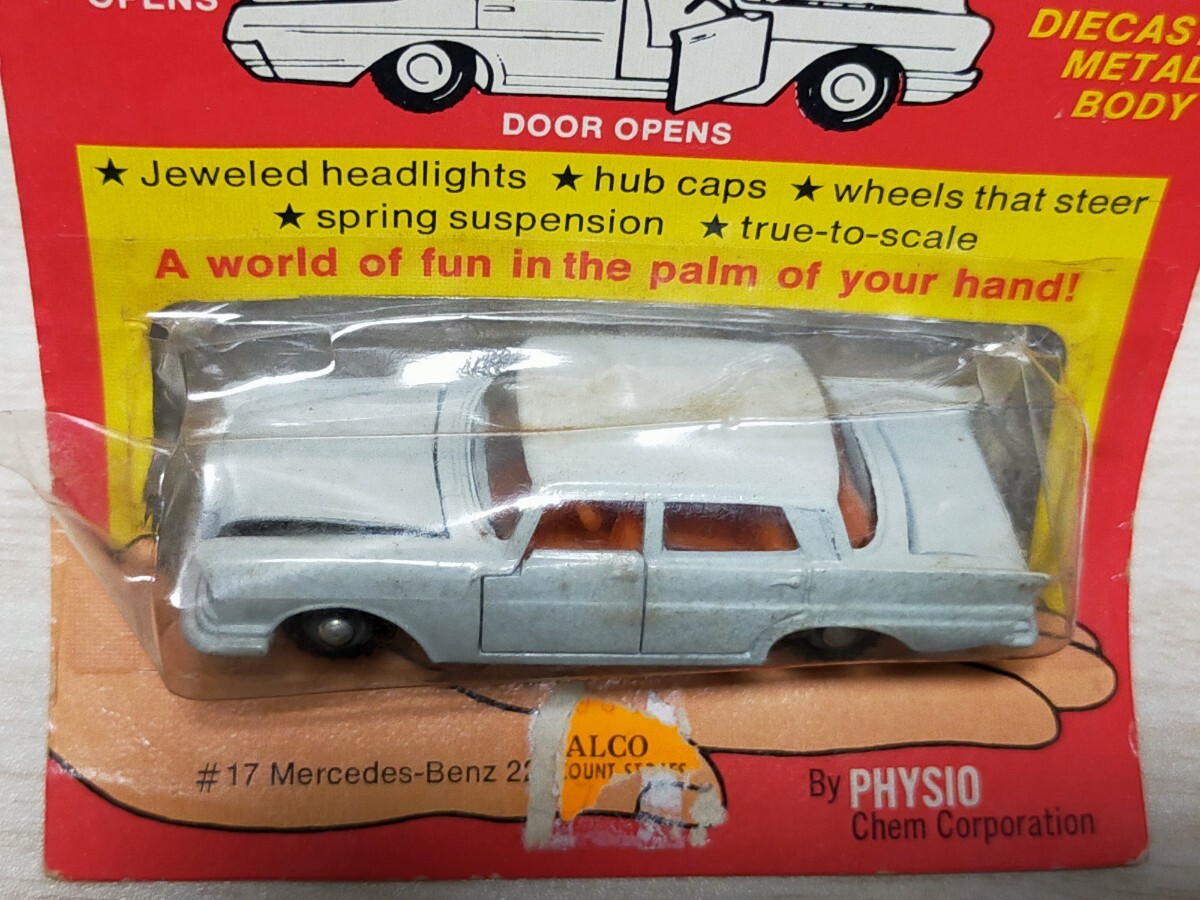 OPENS
DIECAST
METAL
BODY
DOOR OPENS
★ Jeweled headlights ★ hub caps ★ wheels that steer
★ spring suspension ★ true-to-scale
A world of fun in the palm of your hand!
ALCO
#17 Mercedes-Benz 22
By PHYSIO
Chem Corporation